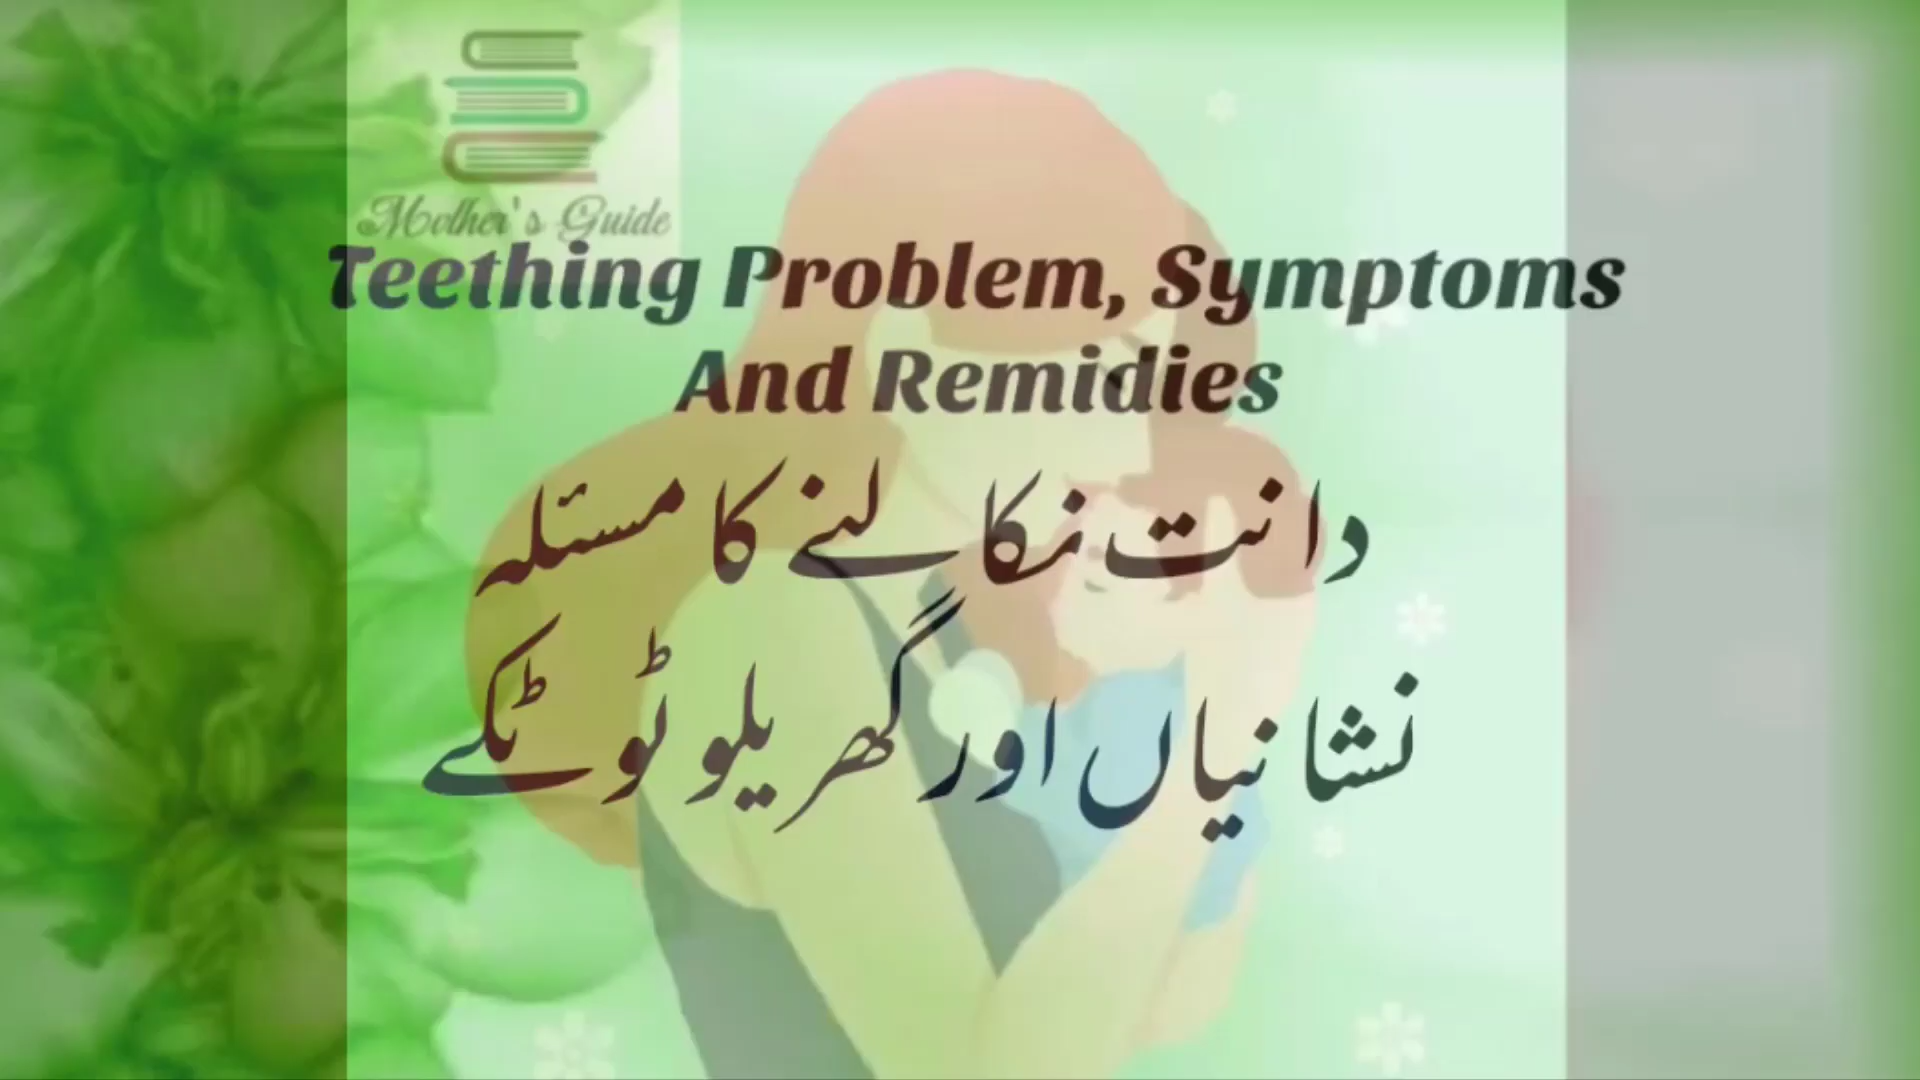 Mother's Guide
Teething Problem, Symptoms
And Remidies
دانت نکالنے کا مسئلہ
نشانیاں اور گھریلو ٹوٹکے